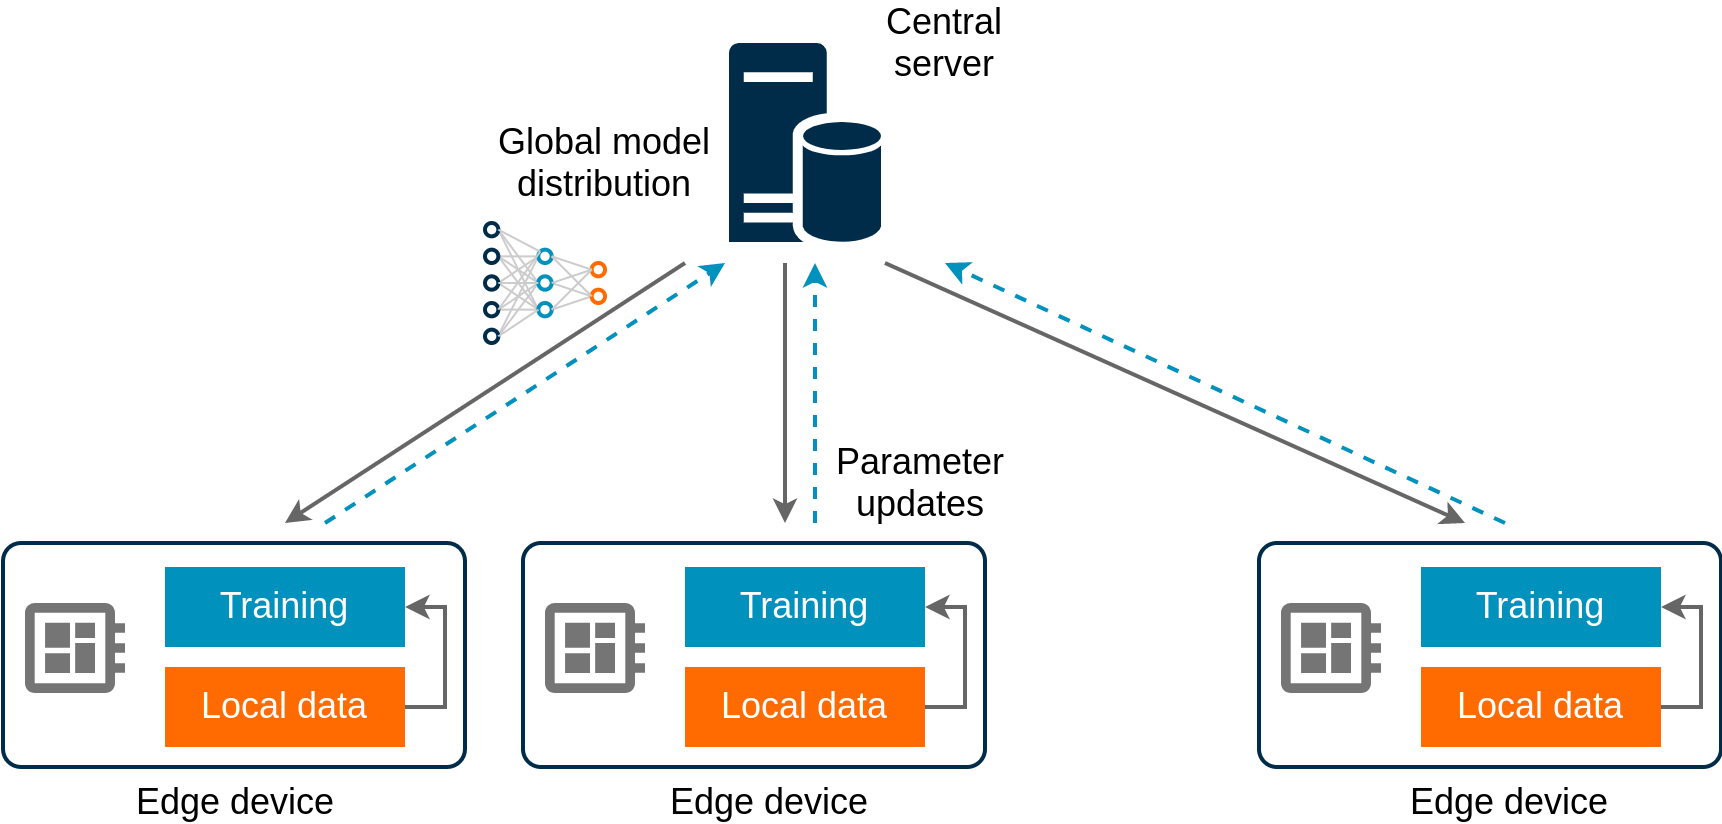 Central
server
Global model
distribution
Parameter
updates
Training
Local data
Edge device
Training
Local data
Edge device
Training
Local data
Edge device